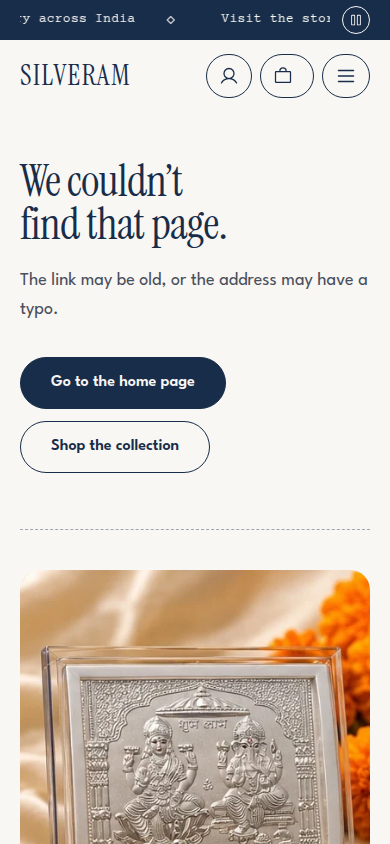 ry across India ◇ Visit the stor
SILVERAM
We couldn’t
find that page.
The link may be old, or the address may have a
typo.
Go to the home page
Shop the collection
शुभ लाभ
ॐ